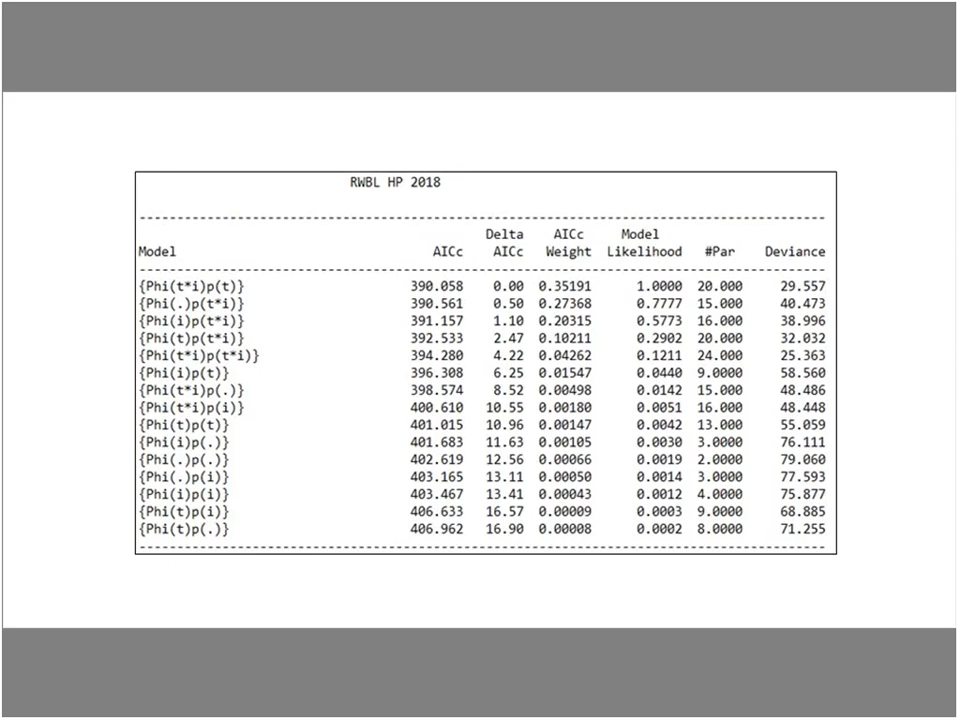 RWBL HP 2018
Delta AICc Model
Model AICc AICc Weight Likelihood #Par Deviance
{Phi(t*i)p(t)} 390.058 0.00 0.35191 1.0000 20.000 29.557
{Phi(.)p(t*i)} 390.561 0.50 0.27368 0.7777 15.000 40.473
{Phi(i)p(t*i)} 391.157 1.10 0.20315 0.5773 16.000 38.996
{Phi(t)p(t*i)} 392.533 2.47 0.10211 0.2902 20.000 32.032
{Phi(t*i)p(t*i)} 394.280 4.22 0.04262 0.1211 24.000 25.363
{Phi(i)p(t)} 396.308 6.25 0.01547 0.0440 9.0000 58.560
{Phi(t*i)p(.)} 398.574 8.52 0.00498 0.0142 15.000 48.486
{Phi(t*i)p(i)} 400.610 10.55 0.00180 0.0051 16.000 48.448
{Phi(t)p(t)} 401.015 10.96 0.00147 0.0042 13.000 55.059
{Phi(i)p(.)} 401.683 11.63 0.00105 0.0030 3.0000 76.111
{Phi(.)p(.)} 402.619 12.56 0.00066 0.0019 2.0000 79.060
{Phi(.)p(i)} 403.165 13.11 0.00050 0.0014 3.0000 77.593
{Phi(i)p(i)} 403.467 13.41 0.00043 0.0012 4.0000 75.877
{Phi(t)p(i)} 406.633 16.57 0.00009 0.0003 9.0000 68.885
{Phi(t)p(.)} 406.962 16.90 0.00008 0.0002 8.0000 71.255